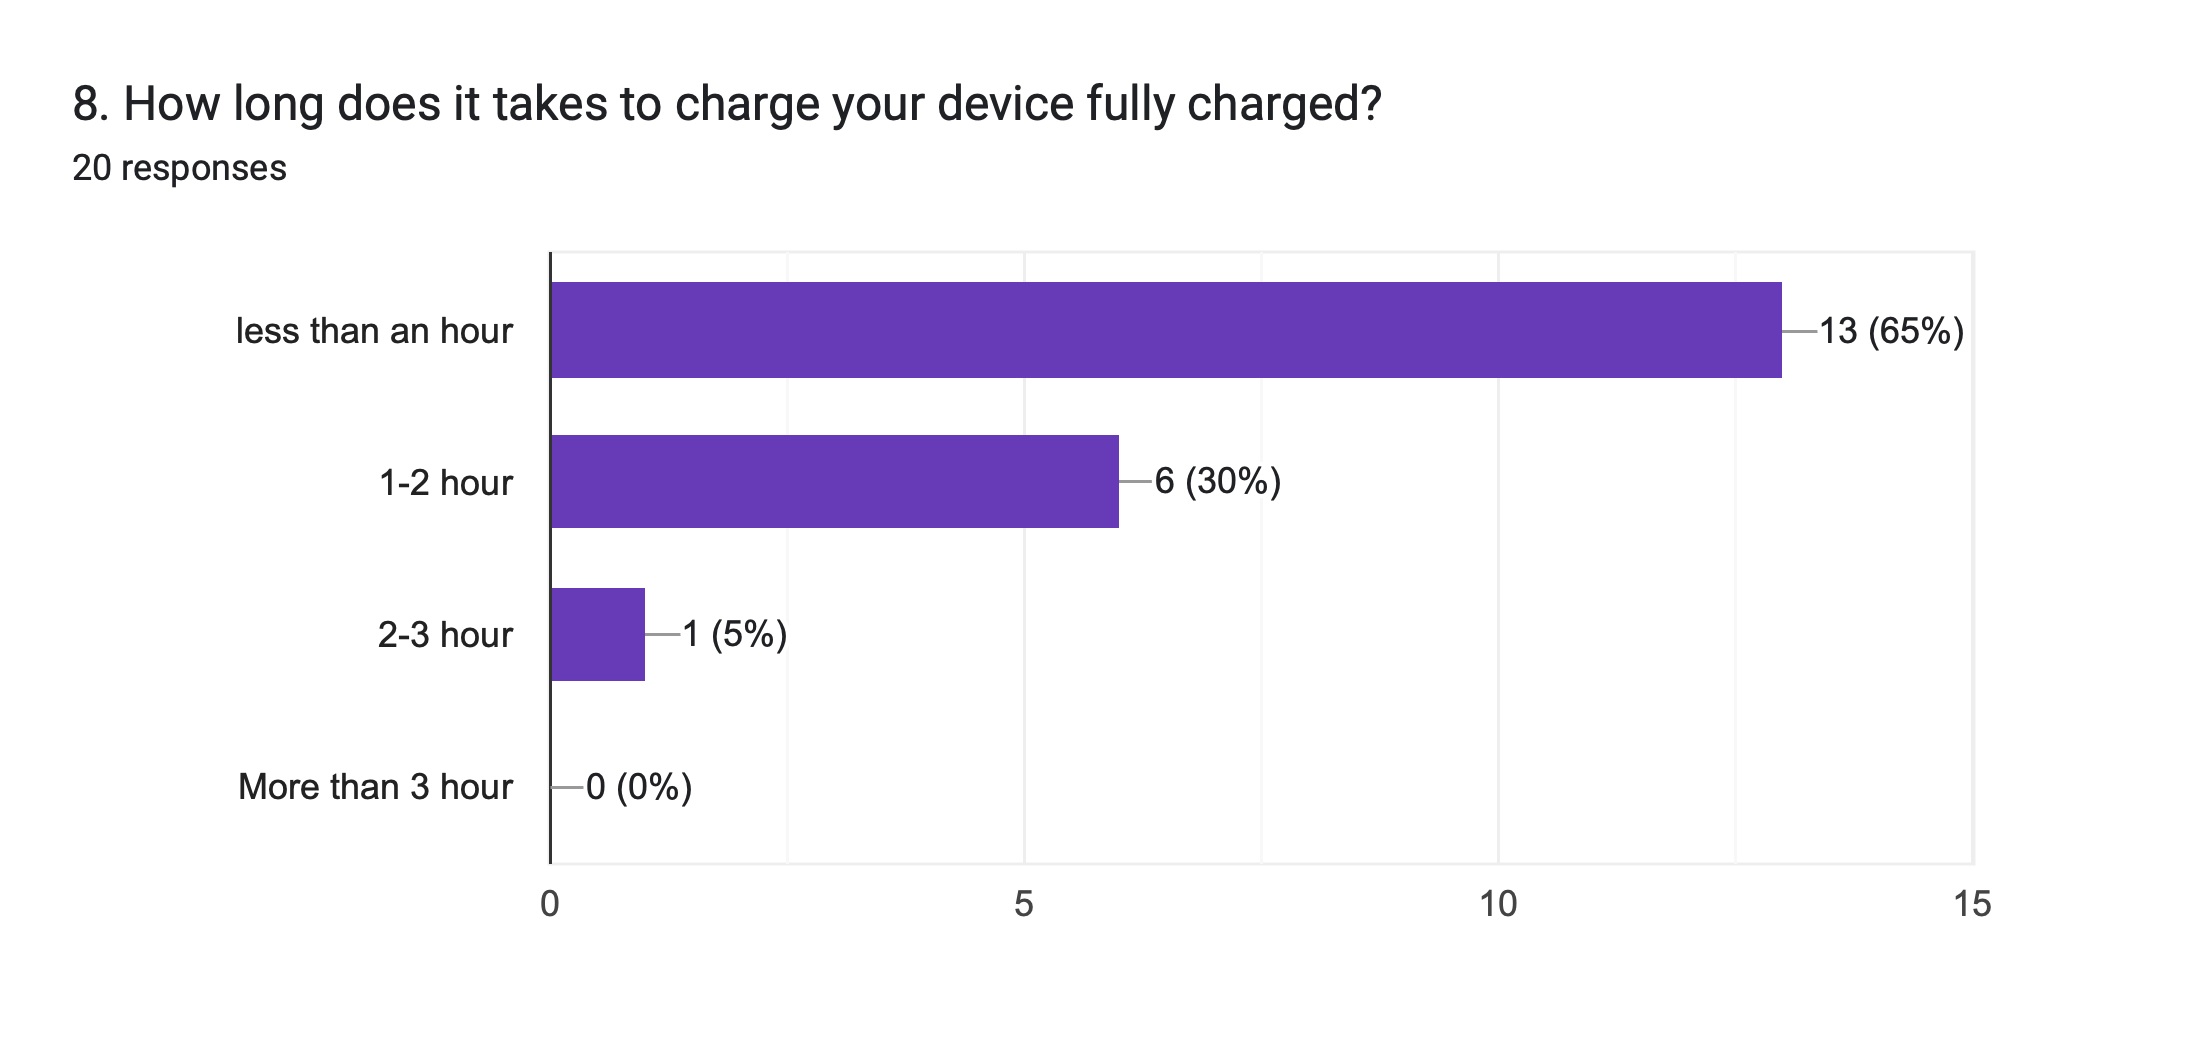 8. How long does it takes to charge your device fully charged?
20 responses
less than an hour
13 (65%)
1-2 hour
6 (30%)
2-3 hour
1 (5%)
More than 3 hour
0 (0%)
0 5 10 15